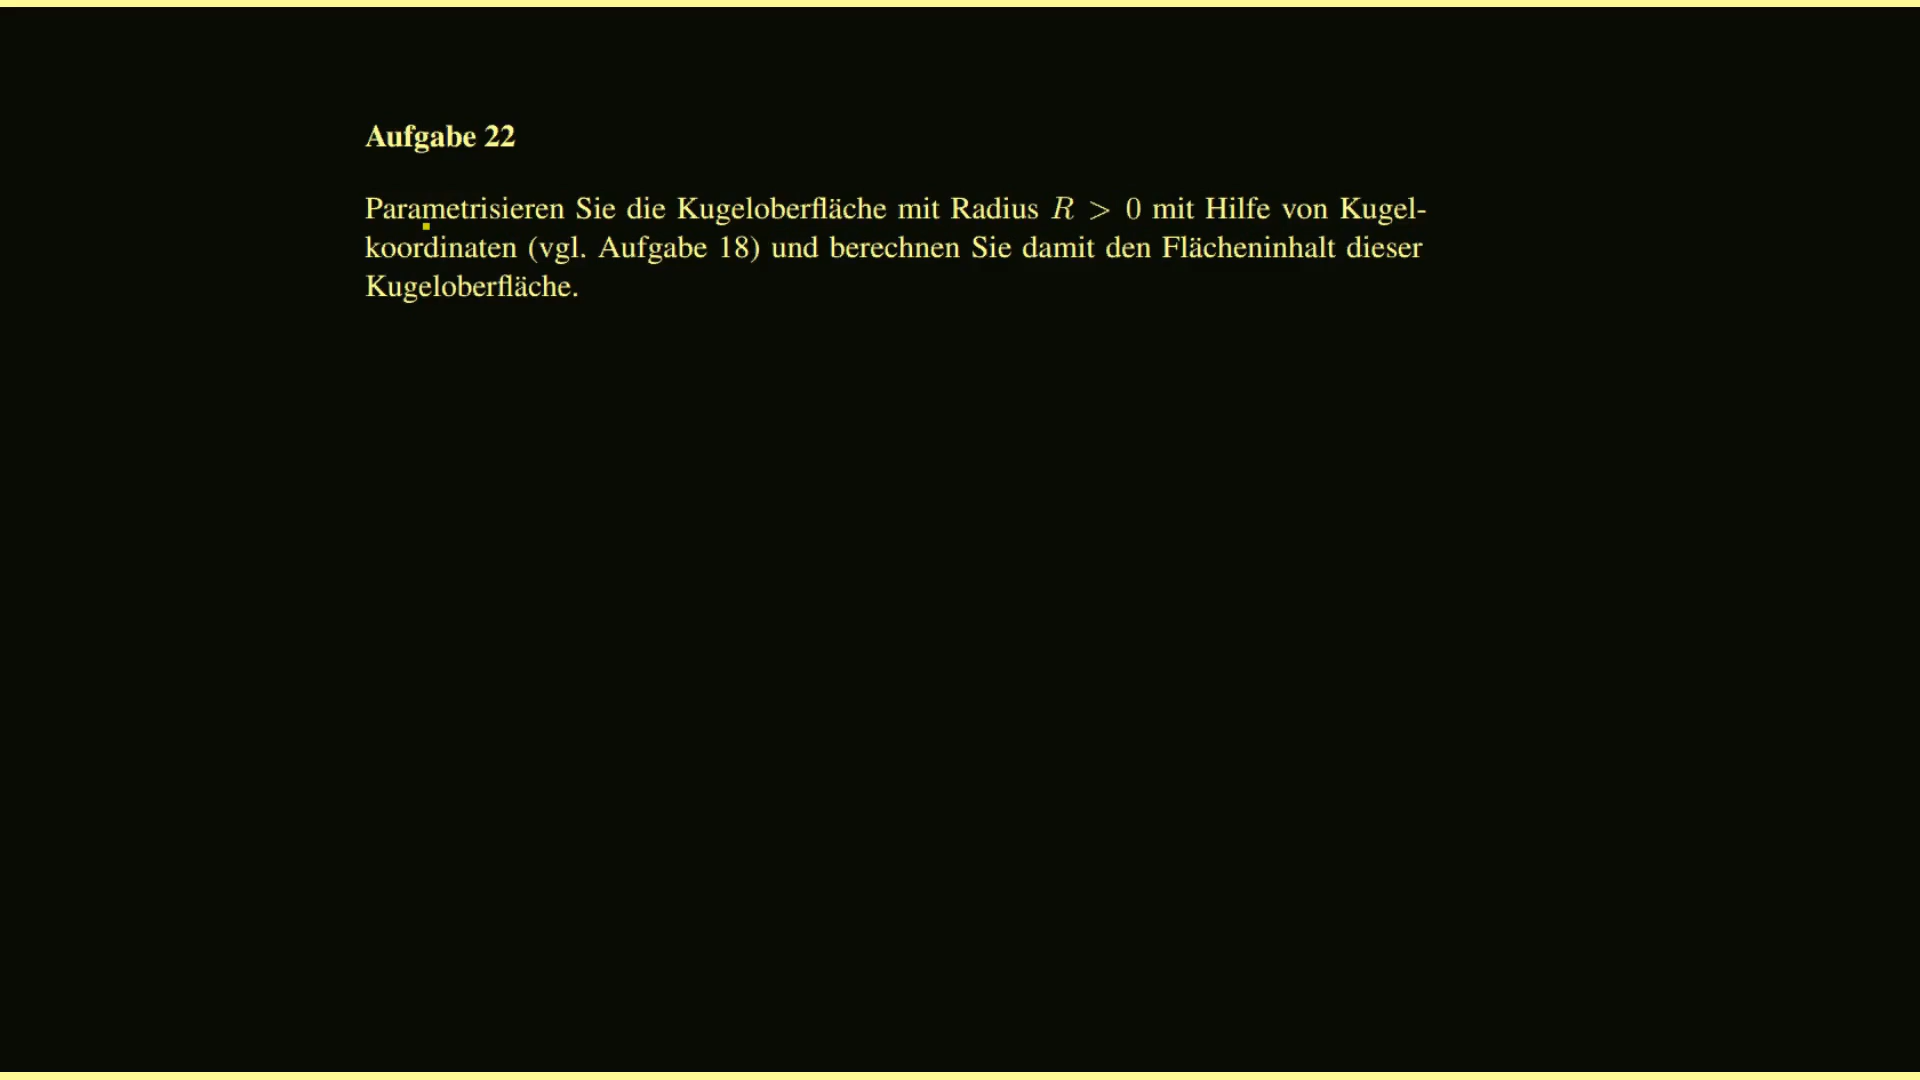 Aufgabe 22
Parametrisieren Sie die Kugeloberfläche mit Radius R > 0 mit Hilfe von Kugel-
koordinaten (vgl. Aufgabe 18) und berechnen Sie damit den Flächeninhalt dieser
Kugeloberfläche.